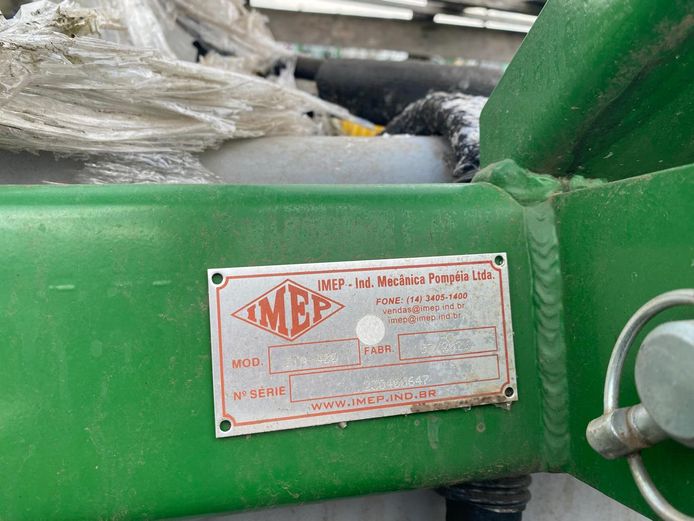 IMEP - Ind. Mecânica Pompéia Ltda.
IMEP
FONE: (14) 3405-1400
vendas@imep.ind.br
imep@imep.ind.br
MOD.
FABR.
Nº SÉRIE
WWW.IMEP.IND.BR